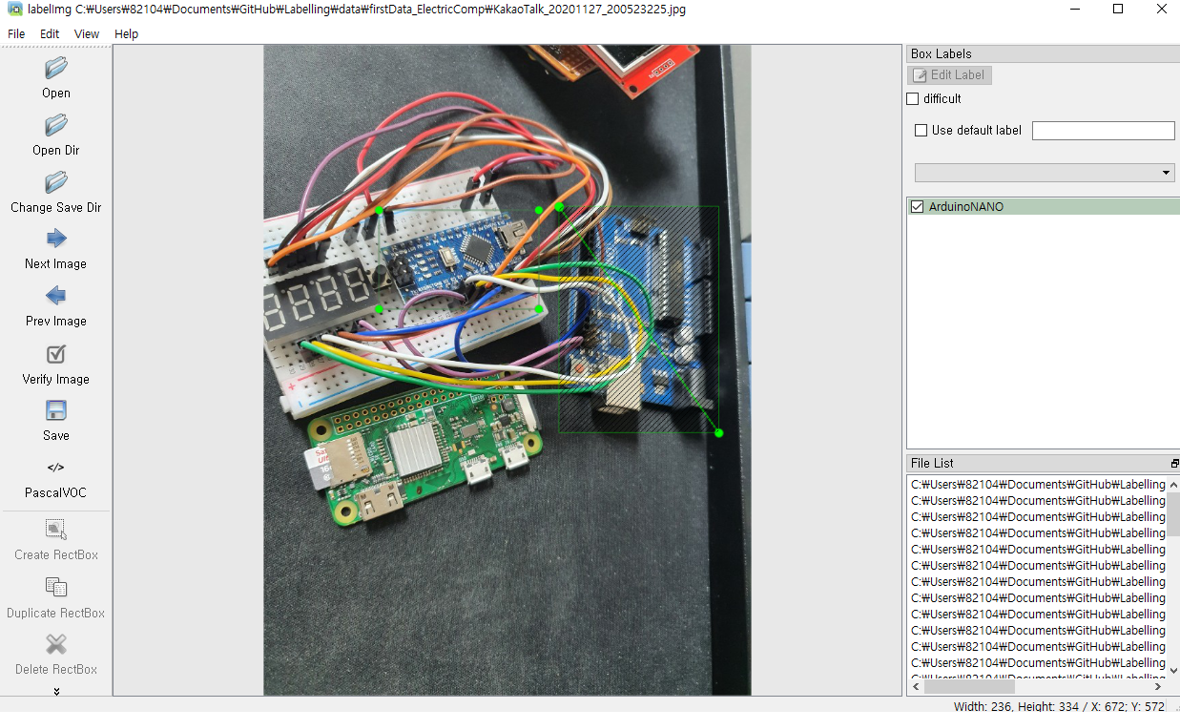 labelImg C:₩Users₩82104₩Documents₩GitHub₩Labelling₩data₩firstData_ElectricComp₩KakaoTalk_20201127_200523225.jpg
File Edit View Help
Open
Open Dir
Change Save Dir
Next Image
Prev Image
Verify Image
Save
</>
PascalVOC
Create RectBox
Duplicate RectBox
Delete RectBox
Box Labels
Edit Label
difficult
Use default label
ArduinoNANO
File List
C:₩Users₩82104₩Documents₩GitHub₩Labelling
C:₩Users₩82104₩Documents₩GitHub₩Labelling
C:₩Users₩82104₩Documents₩GitHub₩Labelling
C:₩Users₩82104₩Documents₩GitHub₩Labelling
C:₩Users₩82104₩Documents₩GitHub₩Labelling
C:₩Users₩82104₩Documents₩GitHub₩Labelling
C:₩Users₩82104₩Documents₩GitHub₩Labelling
C:₩Users₩82104₩Documents₩GitHub₩Labelling
C:₩Users₩82104₩Documents₩GitHub₩Labelling
C:₩Users₩82104₩Documents₩GitHub₩Labelling
C:₩Users₩82104₩Documents₩GitHub₩Labelling
C:₩Users₩82104₩Documents₩GitHub₩Labelling
Width: 236, Height: 334 / X: 672; Y: 572